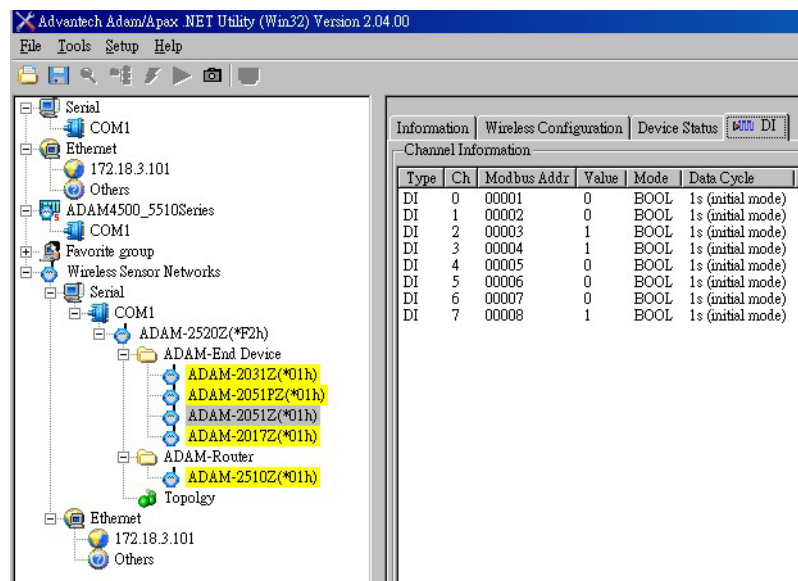 Advantech Adam/Apax .NET Utility (Win32) Version 2.04.00
File Tools Setup Help
Serial
COM1
Ethernet
172.18.3.101
Others
ADAM4500_5510Series
COM1
Favorite group
Wireless Sensor Networks
Serial
COM1
ADAM-2520Z(*F2h)
ADAM-End Device
ADAM-2031Z(*01h)
ADAM-2051PZ(*01h)
ADAM-2051Z(*01h)
ADAM-2017Z(*01h)
ADAM-Router
ADAM-2510Z(*01h)
Topolgy
Ethernet
172.18.3.101
Others
Information Wireless Configuration Device Status DI
Channel Information
Type Ch Modbus Addr Value Mode Data Cycle
DI 0 00001 0 BOOL 1s (initial mode)
DI 1 00002 0 BOOL 1s (initial mode)
DI 2 00003 1 BOOL 1s (initial mode)
DI 3 00004 1 BOOL 1s (initial mode)
DI 4 00005 0 BOOL 1s (initial mode)
DI 5 00006 0 BOOL 1s (initial mode)
DI 6 00007 0 BOOL 1s (initial mode)
DI 7 00008 1 BOOL 1s (initial mode)